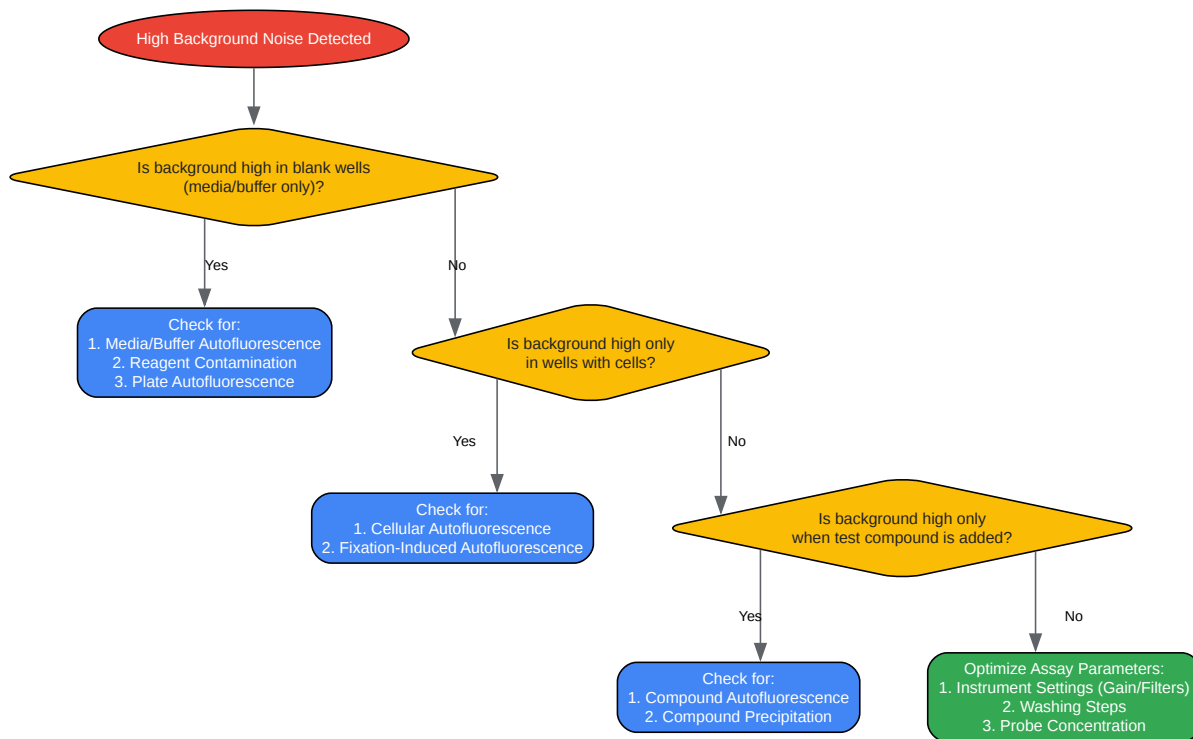 High Background Noise Detected
Is background high in blank wells
(media/buffer only)?
Yes
No
Check for:
1. Media/Buffer Autofluorescence
2. Reagent Contamination
3. Plate Autofluorescence
Is background high only
in wells with cells?
Yes
No
Check for:
1. Cellular Autofluorescence
2. Fixation-Induced Autofluorescence
Is background high only
when test compound is added?
Yes
No
Check for:
1. Compound Autofluorescence
2. Compound Precipitation
Optimize Assay Parameters:
1. Instrument Settings (Gain/Filters)
2. Washing Steps
3. Probe Concentration